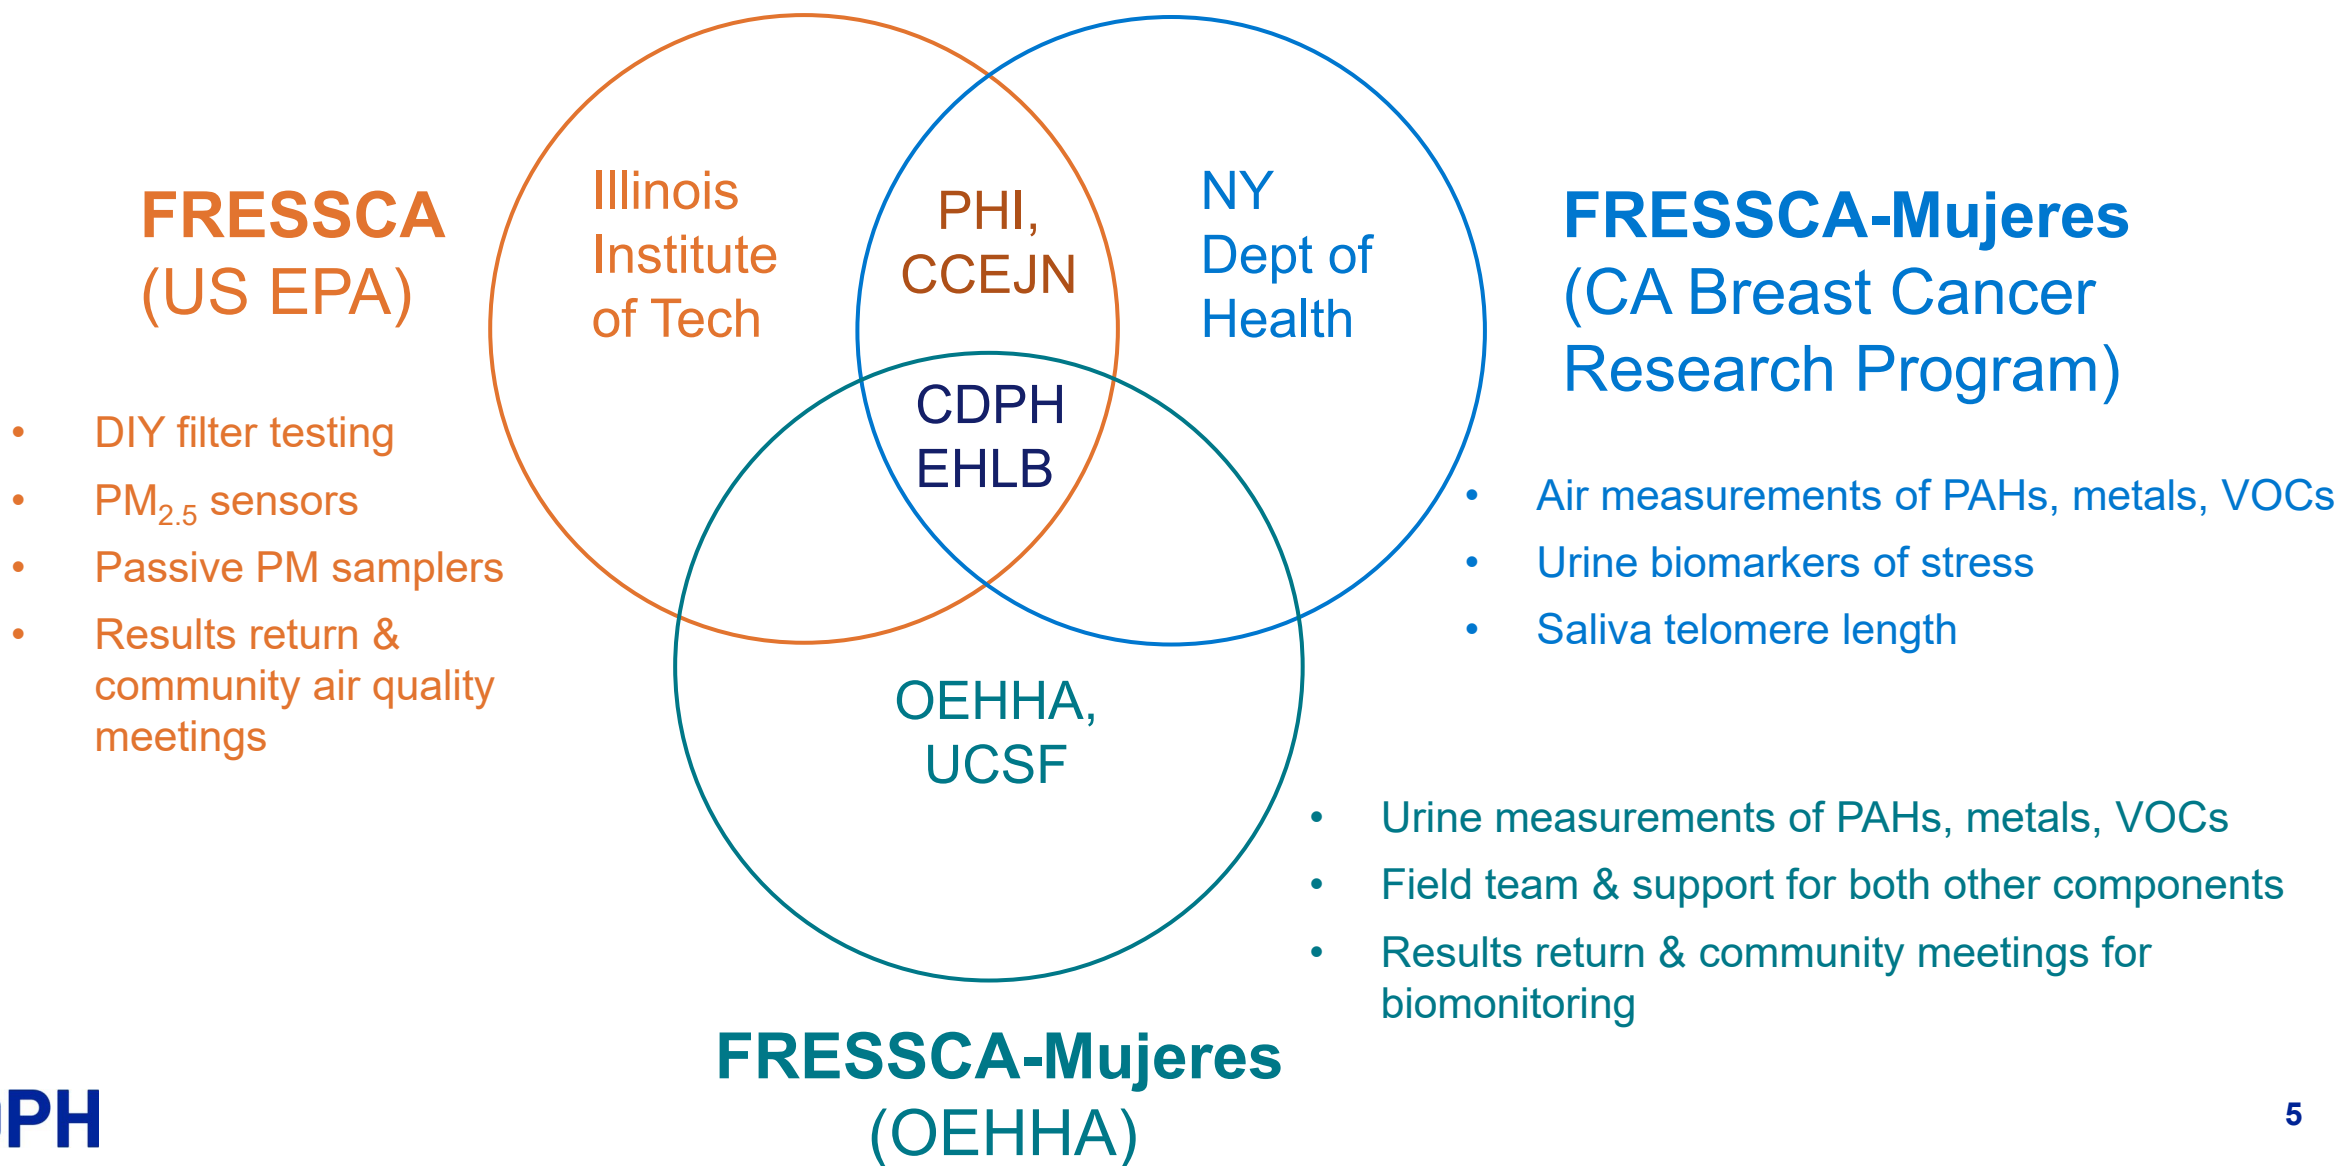 FRESSCA
(US EPA)
• DIY filter testing
• PM2.5 sensors
• Passive PM samplers
• Results return &
community air quality
meetings
Illinois
Institute
of Tech
PHI,
CCEJN
NY
Dept of
Health
CDPH
EHLB
OEHHA,
UCSF
FRESSCA-Mujeres
(CA Breast Cancer
Research Program)
• Air measurements of PAHs, metals, VOCs
• Urine biomarkers of stress
• Saliva telomere length
• Urine measurements of PAHs, metals, VOCs
• Field team & support for both other components
• Results return & community meetings for
biomonitoring
FRESSCA-Mujeres
(OEHHA)
PH
5